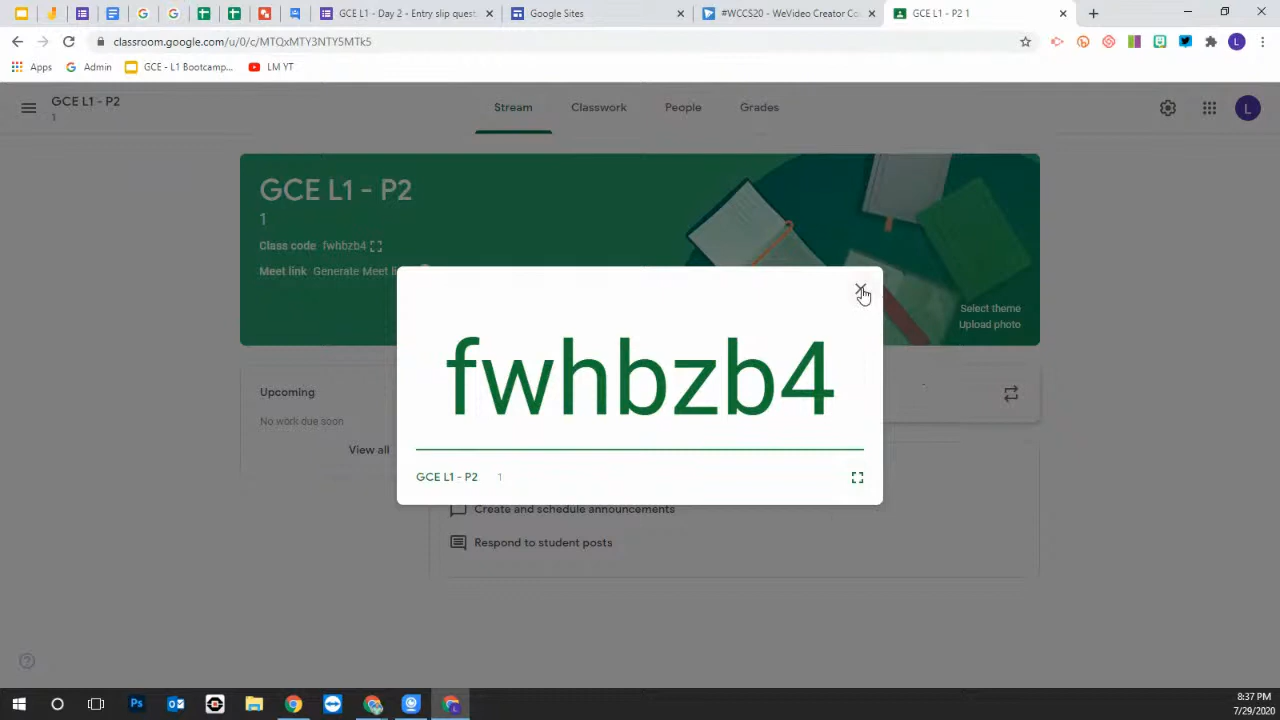 GCE L1 - Day 2 - Entry slip quest
Google Sites
#WCCS20 - WeVideo Creator Co
GCE L1 - P2 1
classroom.google.com/u/0/c/MTQxMTY3NTY5MTk5
Apps
Admin
GCE - L1 Bootcamp...
LM YT
L
GCE L1 - P2
1
Stream
Classwork
People
Grades
L
GCE L1 - P2
1
Class code fwhbzb4
Meet link Generate Meet li
Select theme
Upload photo
fwhbzb4
GCE L1 - P2 1
Upcoming
No work due soon
View all
Create and schedule announcements
Respond to student posts
Ps
8:37 PM
7/29/2020